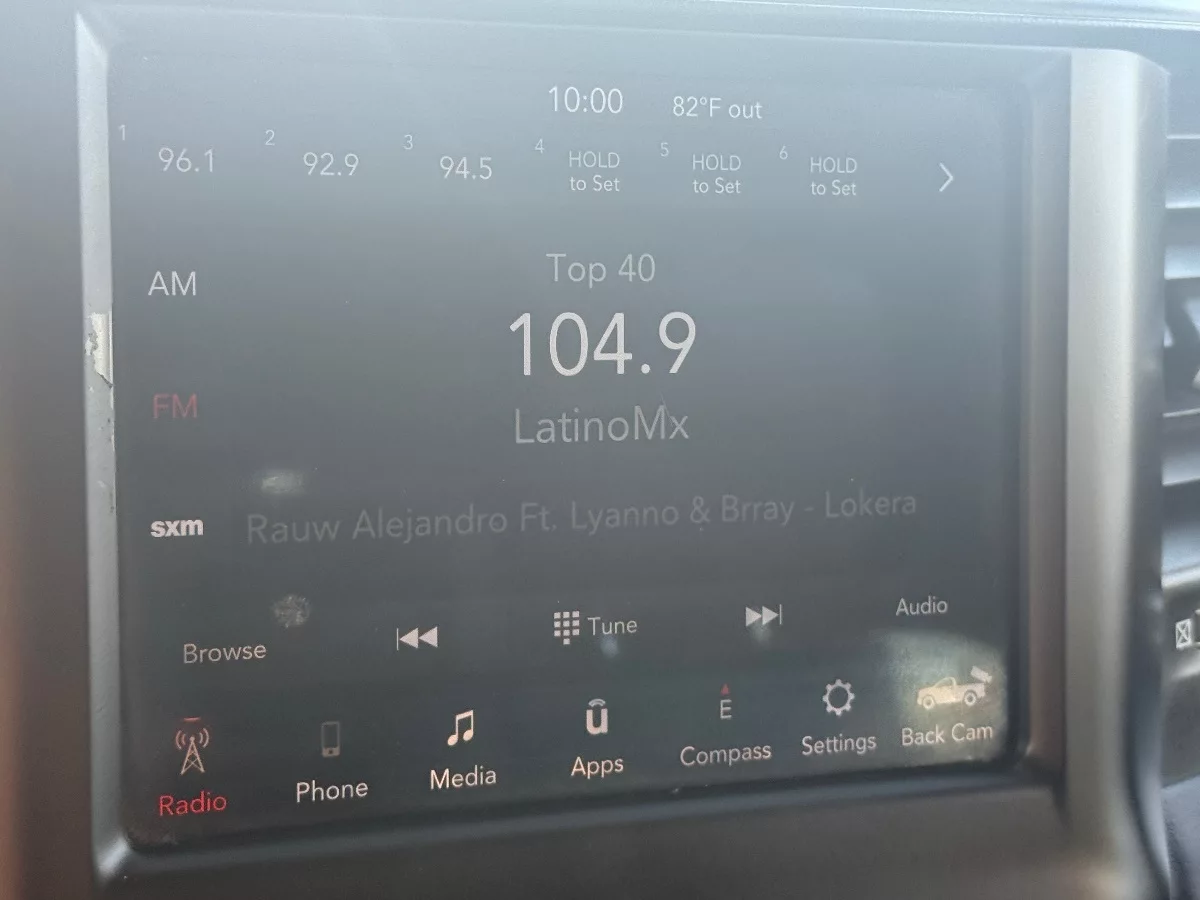 10:00 82°F out
1 96.1 2 92.9 3 94.5 4 HOLD to Set 5 HOLD to Set 6 HOLD to Set
AM
Top 40
104.9
FM
LatinoMx
sxm
Rauw Alejandro Ft. Lyanno & Brray - Lokera
Browse
Tune
Audio
E
Radio Phone Media Apps Compass Settings Back Cam